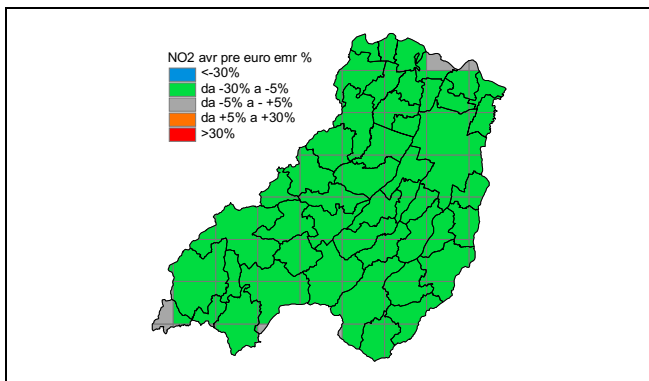 NO2 avr pre euro emr %
<-30%
da -30% a -5%
da -5% a - +5%
da +5% a +30%
>30%